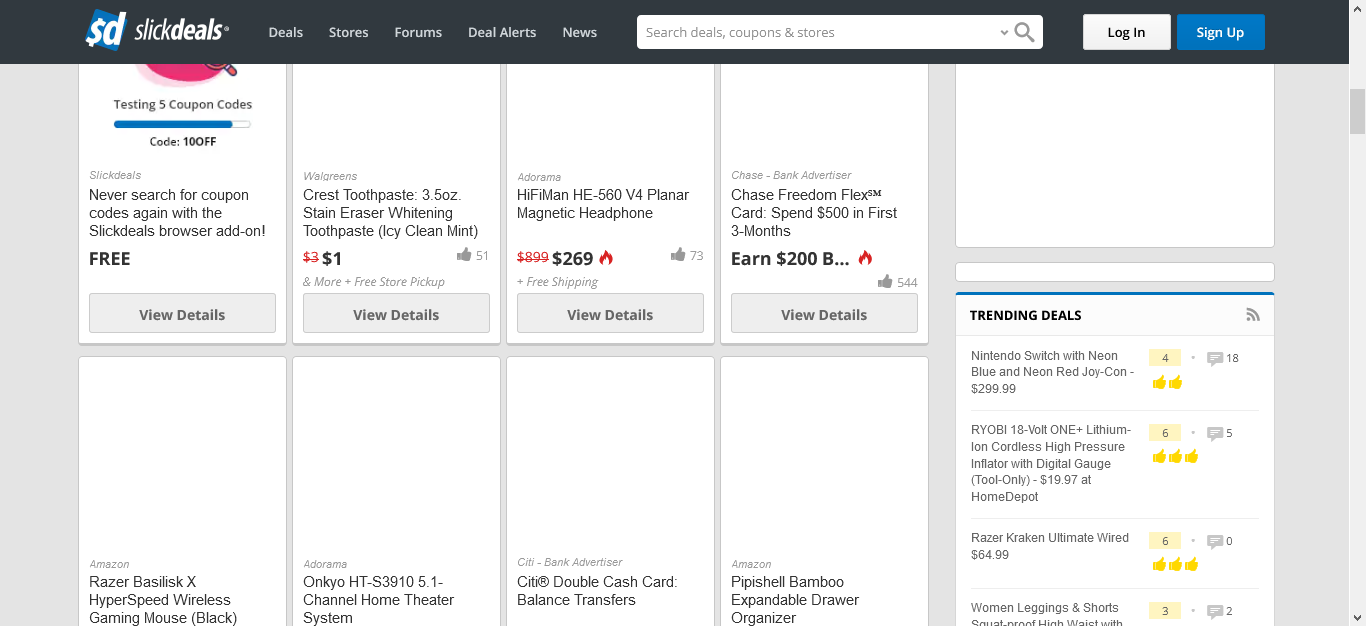 sd slickdeals®
Deals
Stores
Forums
Deal Alerts
News
Search deals, coupons & stores
Log In
Sign Up
Testing 5 Coupon Codes
Code: 10OFF
Slickdeals
Never search for coupon
codes again with the
Slickdeals browser add-on!
FREE
View Details
Walgreens
Crest Toothpaste: 3.5oz.
Stain Eraser Whitening
Toothpaste (Icy Clean Mint)
$3 $1
51
& More + Free Store Pickup
View Details
Adorama
HiFiMan HE-560 V4 Planar
Magnetic Headphone
$899 $269
73
+ Free Shipping
View Details
Chase - Bank Advertiser
Chase Freedom Flex℠
Card: Spend $500 in First
3-Months
Earn $200 B...
544
View Details
Amazon
Razer Basilisk X
HyperSpeed Wireless
Gaming Mouse (Black)
Adorama
Onkyo HT-S3910 5.1-
Channel Home Theater
System
Citi - Bank Advertiser
Citi® Double Cash Card:
Balance Transfers
Amazon
Pipishell Bamboo
Expandable Drawer
Organizer
TRENDING DEALS
Nintendo Switch with Neon
Blue and Neon Red Joy-Con -
$299.99
4 • 18
RYOBI 18-Volt ONE+ Lithium-
Ion Cordless High Pressure
Inflator with Digital Gauge
(Tool-Only) - $19.97 at
HomeDepot
6 • 5
Razer Kraken Ultimate Wired
$64.99
6 • 0
Women Leggings & Shorts
Squat-proof High Waist with
3 • 2